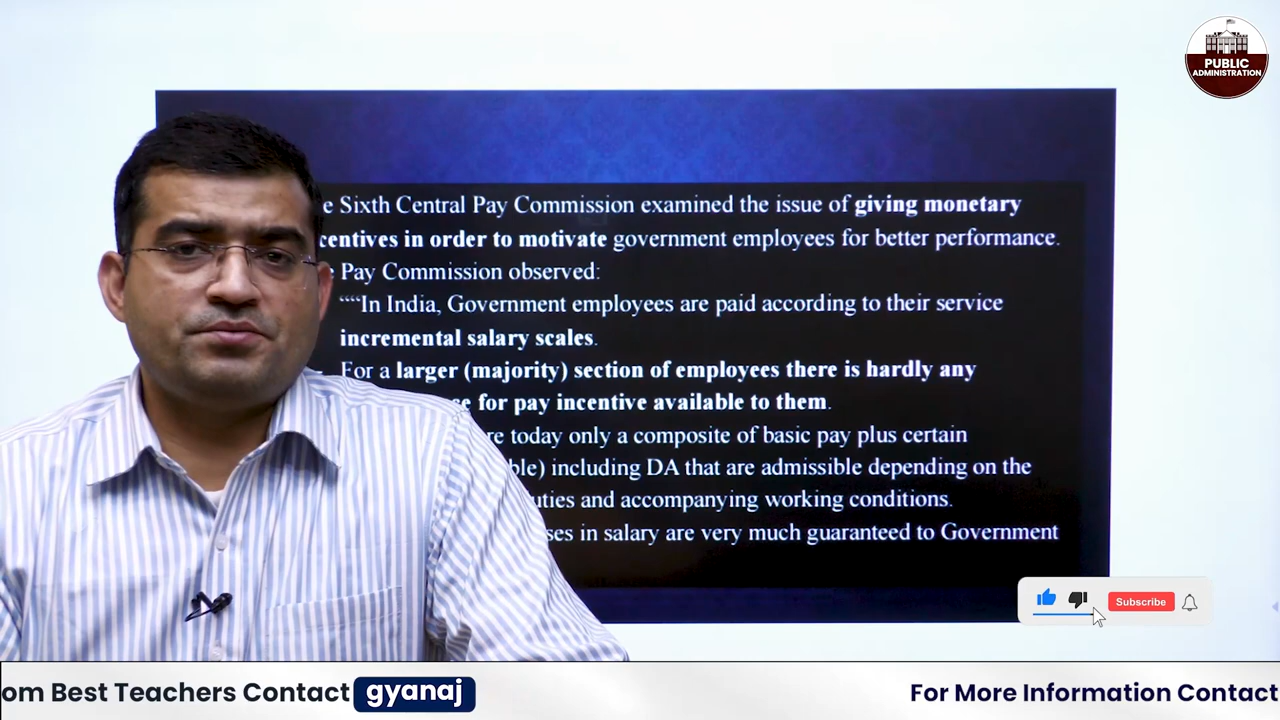 PUBLIC
ADMINISTRATION
e Sixth Central Pay Commission examined the issue of giving monetary
centives in order to motivate government employees for better performance.
Pay Commission observed:
““In India, Government employees are paid according to their service
incremental salary scales.
For a larger (majority) section of employees there is hardly any
e for pay incentive available to them.
re today only a composite of basic pay plus certain
ble) including DA that are admissible depending on the
uties and accompanying working conditions.
ses in salary are very much guaranteed to Government
Subscribe
om Best Teachers Contact gyanaj For More Information Contact